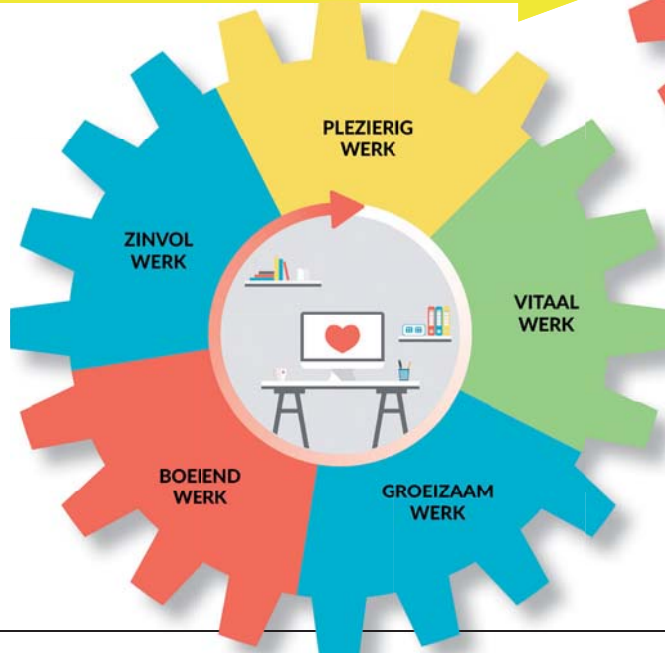 PLEZIERIG
WERK
VITAAL
WERK
GROEIZAAM
WERK
BOEIEND
WERK
ZINVOL
WERK